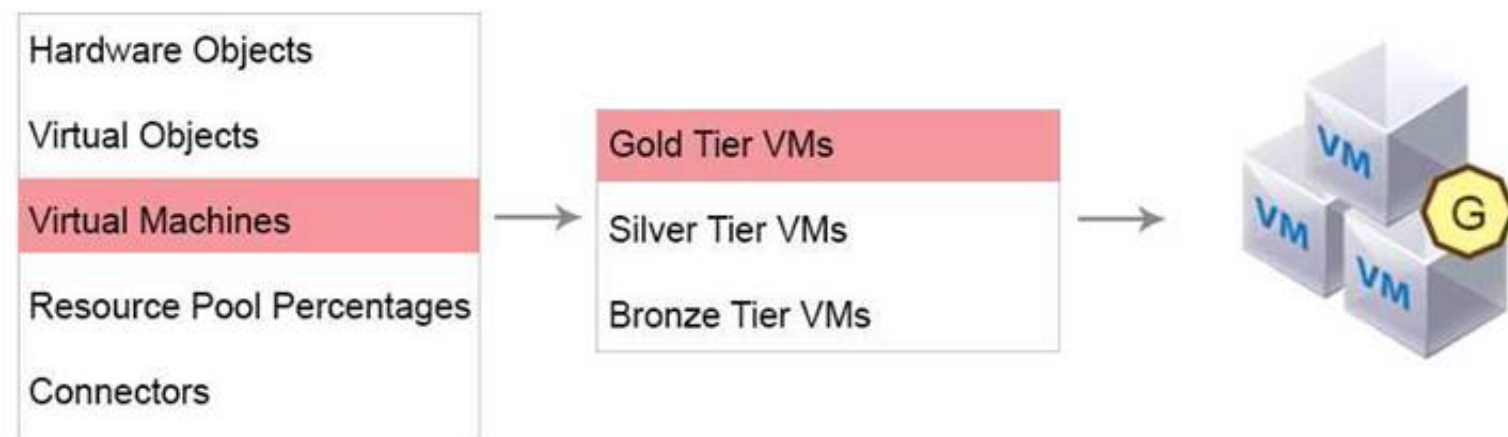 Hardware Objects
Virtual Objects
Virtual Machines
Resource Pool Percentages
Connectors
Gold Tier VMs
Silver Tier VMs
Bronze Tier VMs
VM
VM
VM
G